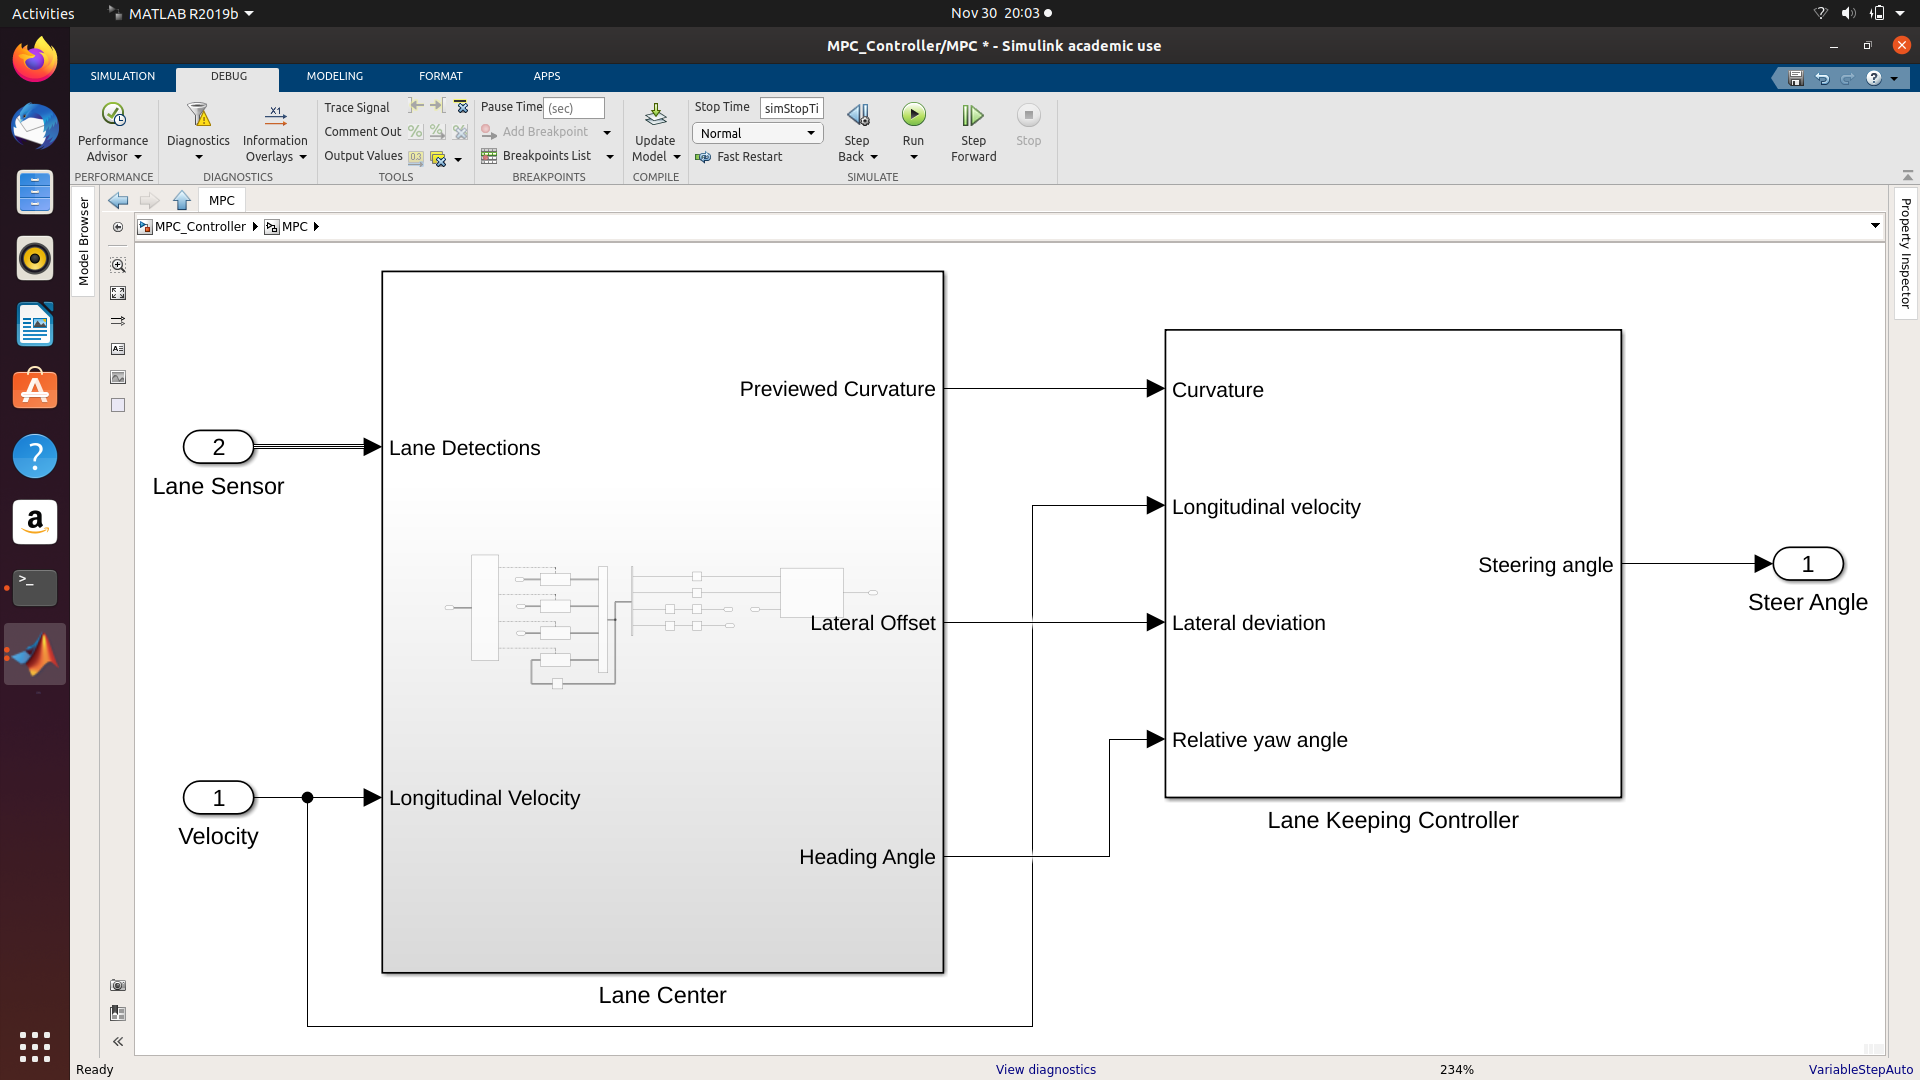 Activities
MATLAB R2019b
Nov 30 20:03
MPC_Controller/MPC * - Simulink academic use
SIMULATION
DEBUG
MODELING
FORMAT
APPS
Performance
Advisor
PERFORMANCE
Diagnostics
Information
Overlays
DIAGNOSTICS
Trace Signal
Comment Out
Output Values
TOOLS
Pause Time
(sec)
Add Breakpoint
Breakpoints List
BREAKPOINTS
Update
Model
COMPILE
Stop Time
simStopTi
Normal
Fast Restart
Step
Back
Run
Step
Forward
Stop
SIMULATE
MPC
MPC_Controller
MPC
Model Browser
Property Inspector
Previewed Curvature
Curvature
2
Lane Detections
Lane Sensor
Longitudinal velocity
Steering angle
1
Steer Angle
Lateral Offset
Lateral deviation
Relative yaw angle
1
Longitudinal Velocity
Velocity
Lane Keeping Controller
Heading Angle
Lane Center
Ready
View diagnostics
234%
VariableStepAuto